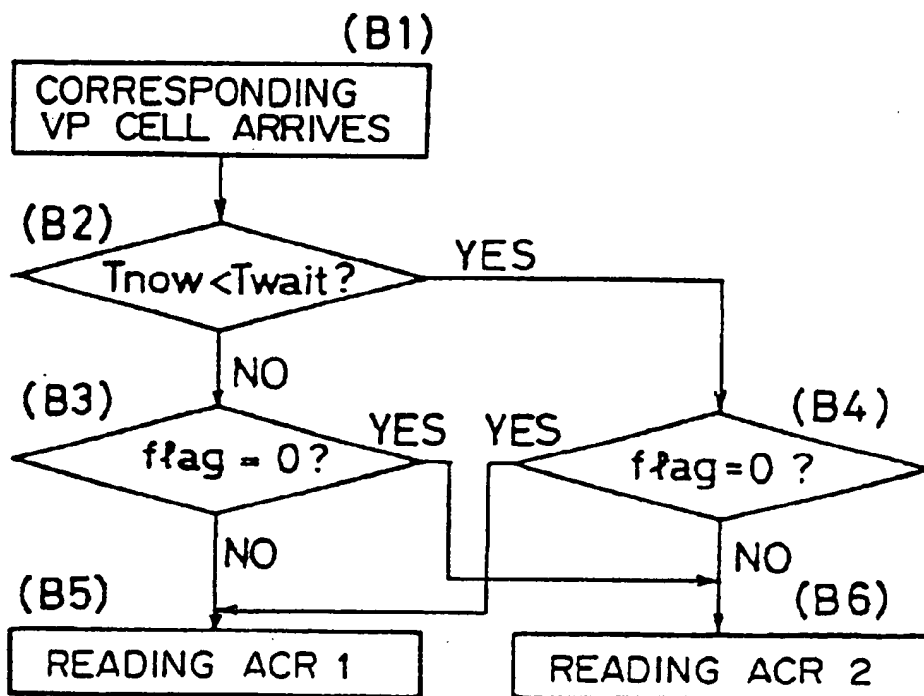 (B1)
CORRESPONDING
VP CELL ARRIVES
(B2)
Tnow<Twait?
YES
NO
(B3)
flag = 0?
YES
YES
(B4)
flag=0 ?
NO
NO
(B5)
(B6)
READING ACR 1
READING ACR 2